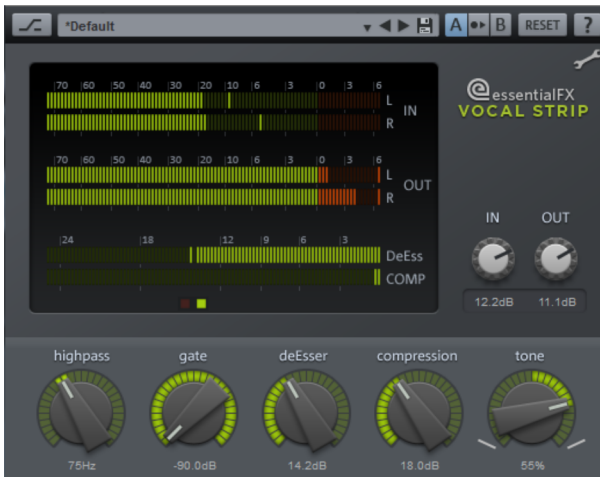 *Default A B RESET ?
essentialFX
VOCAL STRIP
70 60 50 40 30 20 10 6 3 0 3 6
L
IN
R
70 60 50 40 30 20 10 6 3 0 3 6
L
OUT
R
24 18 12 9 6 3
DeEss
COMP
IN OUT
12.2dB 11.1dB
highpass gate deEsser compression tone
75Hz -90.0dB 14.2dB 18.0dB 55%